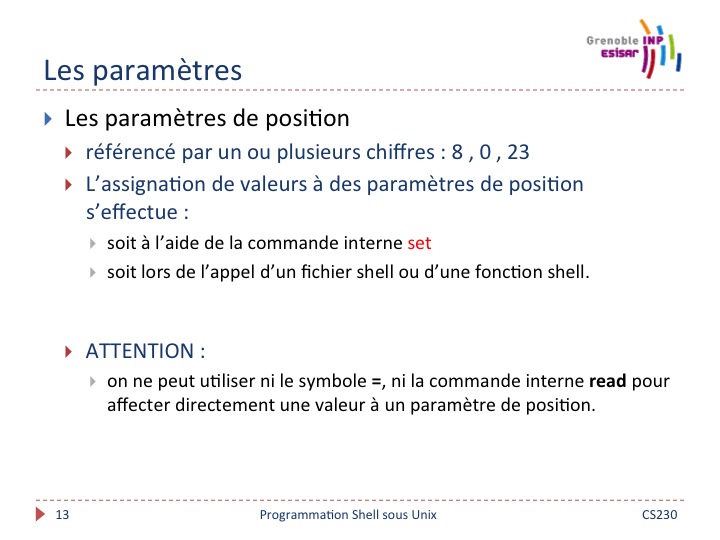 Grenoble INP
esisar
Les paramètres
Les paramètres de position
référencé par un ou plusieurs chiffres : 8 , 0 , 23
L’assignation de valeurs à des paramètres de position
s’effectue :
soit à l’aide de la commande interne set
soit lors de l’appel d’un fichier shell ou d’une fonction shell.
ATTENTION :
on ne peut utiliser ni le symbole =, ni la commande interne read pour
affecter directement une valeur à un paramètre de position.
13 Programmation Shell sous Unix CS230